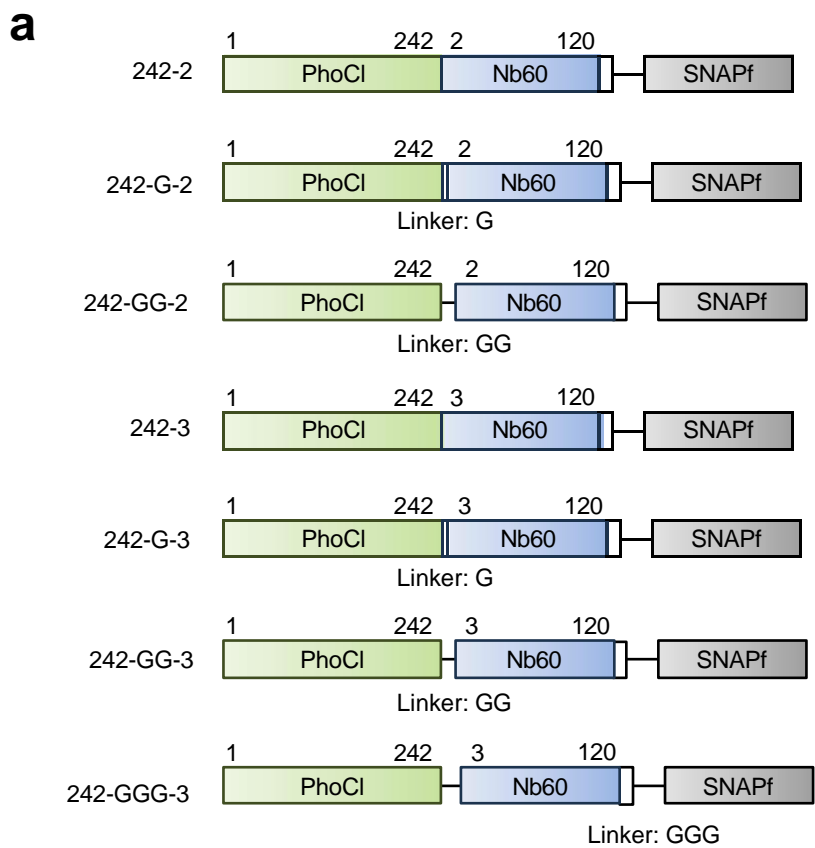 a
1 242 2 120
242-2 PhoCl Nb60 SNAPf
1 242 2 120
242-G-2 PhoCl Nb60 SNAPf
Linker: G
1 242 2 120
242-GG-2 PhoCl Nb60 SNAPf
Linker: GG
1 242 3 120
242-3 PhoCl Nb60 SNAPf
1 242 3 120
242-G-3 PhoCl Nb60 SNAPf
Linker: G
1 242 3 120
242-GG-3 PhoCl Nb60 SNAPf
Linker: GG
1 242 3 120
242-GGG-3 PhoCl Nb60 SNAPf
Linker: GGG